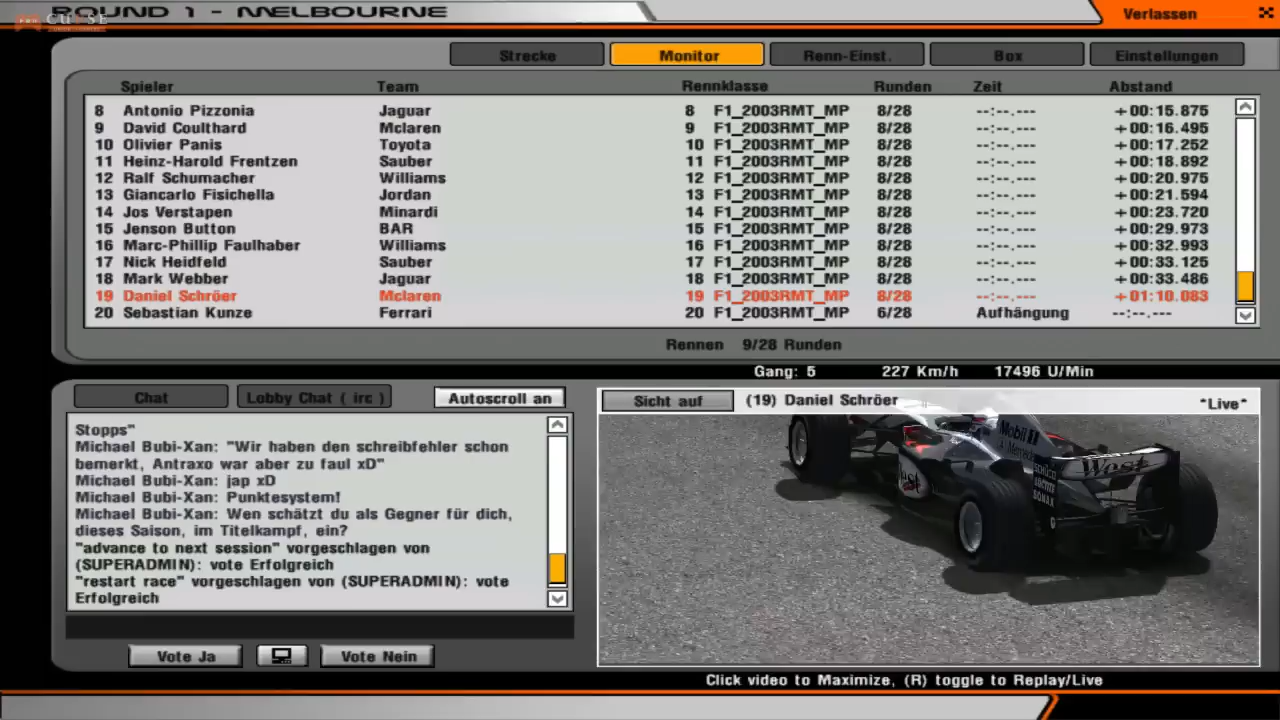 ROUND 1 - MELBOURNE
CURSE
Verlassen
Strecke Monitor Renn-Einst. Box Einstellungen
Spieler Team Rennklasse Runden Zeit Abstand
8 Antonio Pizzonia Jaguar 8 F1_2003RMT_MP 8/28 --:--.--- +00:15.875
9 David Coulthard Mclaren 9 F1_2003RMT_MP 8/28 --:--.--- +00:16.495
10 Olivier Panis Toyota 10 F1_2003RMT_MP 8/28 --:--.--- +00:17.252
11 Heinz-Harold Frentzen Sauber 11 F1_2003RMT_MP 8/28 --:--.--- +00:18.892
12 Ralf Schumacher Williams 12 F1_2003RMT_MP 8/28 --:--.--- +00:20.975
13 Giancarlo Fisichella Jordan 13 F1_2003RMT_MP 8/28 --:--.--- +00:21.594
14 Jos Verstapen Minardi 14 F1_2003RMT_MP 8/28 --:--.--- +00:23.720
15 Jenson Button BAR 15 F1_2003RMT_MP 8/28 --:--.--- +00:29.973
16 Marc-Phillip Faulhaber Williams 16 F1_2003RMT_MP 8/28 --:--.--- +00:32.993
17 Nick Heidfeld Sauber 17 F1_2003RMT_MP 8/28 --:--.--- +00:33.125
18 Mark Webber Jaguar 18 F1_2003RMT_MP 8/28 --:--.--- +00:33.486
19 Daniel Schröer Mclaren 19 F1_2003RMT_MP 8/28 --:--.--- +01:10.083
20 Sebastian Kunze Ferrari 20 F1_2003RMT_MP 6/28 Aufhängung --:--.---
Rennen 9/28 Runden
Gang: 5 227 Km/h 17496 U/Min
Chat Lobby Chat ( irc ) Autoscroll an
Stopps"
Michael Bubi-Xan: "Wir haben den schreibfehler schon
bemerkt, Antraxo war aber zu faul xD"
Michael Bubi-Xan: jap xD
Michael Bubi-Xan: Punktesystem!
Michael Bubi-Xan: Wen schätzt du als Gegner für dich,
dieses Saison, im Titelkampf, ein?
"advance to next session" vorgeschlagen von
(SUPERADMIN): vote Erfolgreich
"restart race" vorgeschlagen von (SUPERADMIN): vote
Erfolgreich
Vote Ja Vote Nein
Sicht auf (19) Daniel Schröer *Live*
Mobil 1
West
West
Click video to Maximize, (R) toggle to Replay/Live